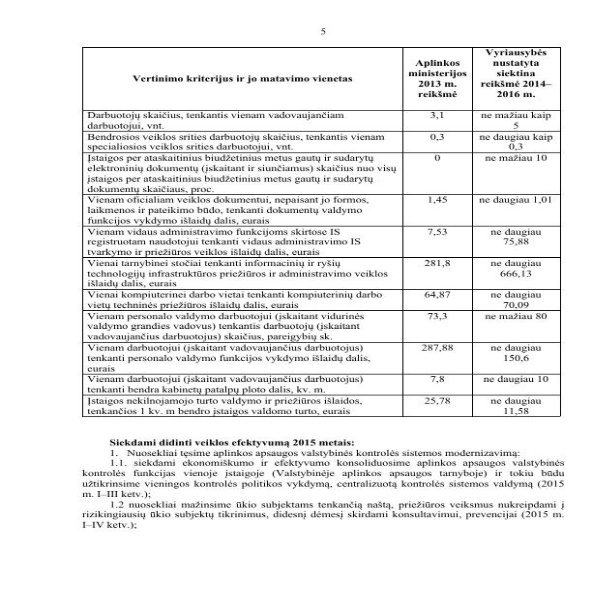 5
Vertinimo kriterijus ir jo matavimo vienetas
Aplinkos
ministerijos
2013 m.
reikšmė
Vyriausybės
nustatyta
siektina
reikšmė 2014–
2016 m.
Darbuotojų skaičius, tenkantis vienam vadovaujančiam
darbuotojui, vnt.
3,1
ne mažiau kaip
5
Bendrosios veiklos srities darbuotojų skaičius, tenkantis vienam
specialiosios veiklos srities darbuotojui, vnt.
0,3
ne daugiau kaip
0,3
Įstaigos per ataskaitinius biudžetinius metus gautų ir sudarytų
elektroninių dokumentų (įskaitant ir siunčiamus) skaičius nuo visų
įstaigos per ataskaitinius biudžetinius metus gautų ir sudarytų
dokumentų skaičiaus, proc.
0
ne mažiau 10
Vienam oficialiam veiklos dokumentui, nepaisant jo formos,
laikmenos ir pateikimo būdo, tenkanti dokumentų valdymo
funkcijos vykdymo išlaidų dalis, eurais
1,45
ne daugiau 1,01
Vienam vidaus administravimo funkcijoms skirtose IS
registruotam naudotojui tenkanti vidaus administravimo IS
tvarkymo ir priežiūros veiklos išlaidų dalis, eurais
7,53
ne daugiau
75,88
Vienai tarnybinei stočiai tenkanti informacinių ir ryšių
technologijų infrastruktūros priežiūros ir administravimo veiklos
išlaidų dalis, eurais
281,8
ne daugiau
666,13
Vienai kompiuterinei darbo vietai tenkanti kompiuterinių darbo
vietų techninės priežiūros išlaidų dalis, eurais
64,87
ne daugiau
70,09
Vienam personalo valdymo darbuotojui (įskaitant vidurinės
valdymo grandies vadovus) tenkantis darbuotojų (įskaitant
vadovaujančius darbuotojus) skaičius, pareigybių sk.
73,3
ne mažiau 80
Vienam darbuotojui (įskaitant vadovaujančius darbuotojus)
tenkanti personalo valdymo funkcijos vykdymo išlaidų dalis,
eurais
287,88
ne daugiau
150,6
Vienam darbuotojui (įskaitant vadovaujančius darbuotojus)
tenkanti bendra kabinetų patalpų ploto dalis, kv. m.
7,8
ne daugiau 10
Įstaigos nekilnojamojo turto valdymo ir priežiūros išlaidos,
tenkančios 1 kv. m bendro įstaigos valdomo turto, eurais
25,78
ne daugiau
11,58
Siekdami didinti veiklos efektyvumą 2015 metais:
1. Nuosekliai tęsime aplinkos apsaugos valstybinės kontrolės sistemos modernizavimą:
1.1. siekdami ekonomiškumo ir efektyvumo konsoliduosime aplinkos apsaugos valstybinės
kontrolės funkcijas vienoje įstaigoje (Valstybinėje aplinkos apsaugos tarnyboje) ir tokiu būdu
užtikrinsime vieningos kontrolės politikos vykdymą, centralizuotą kontrolės sistemos valdymą (2015
m. I–III ketv.);
1.2 nuosekliai mažinsime ūkio subjektams tenkančią naštą, priežiūros veiksmus nukreipdami į
rizikingiausių ūkio subjektų tikrinimus, didesnį dėmesį skirdami konsultavimui, prevencijai (2015 m.
I–IV ketv.);